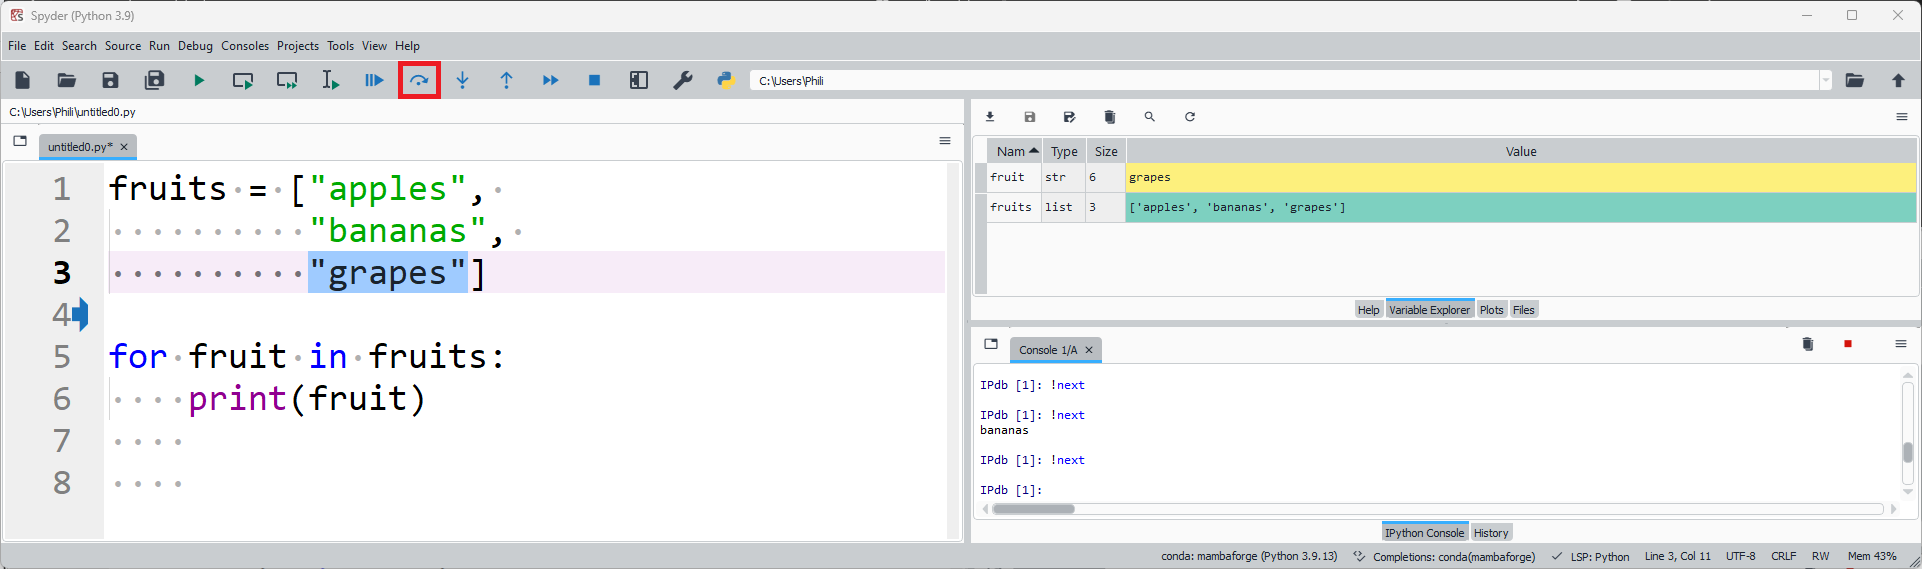 Spyder (Python 3.9)
File Edit Search Source Run Debug Consoles Projects Tools View Help
C:\Users\Phili
C:\Users\Phili\untitled0.py
untitled0.py*
1 fruits = ["apples",
2 "bananas",
3 "grapes"]
4
5 for fruit in fruits:
6 print(fruit)
7
8
Nam Type Size Value
fruit str 6 grapes
fruits list 3 ['apples', 'bananas', 'grapes']
Help Variable Explorer Plots Files
Console 1/A
IPdb [1]: !next
IPdb [1]: !next
bananas
IPdb [1]: !next
IPdb [1]:
IPython Console History
conda: mambaforge (Python 3.9.13) Completions: conda(mambaforge) LSP: Python Line 3, Col 11 UTF-8 CRLF RW Mem 43%